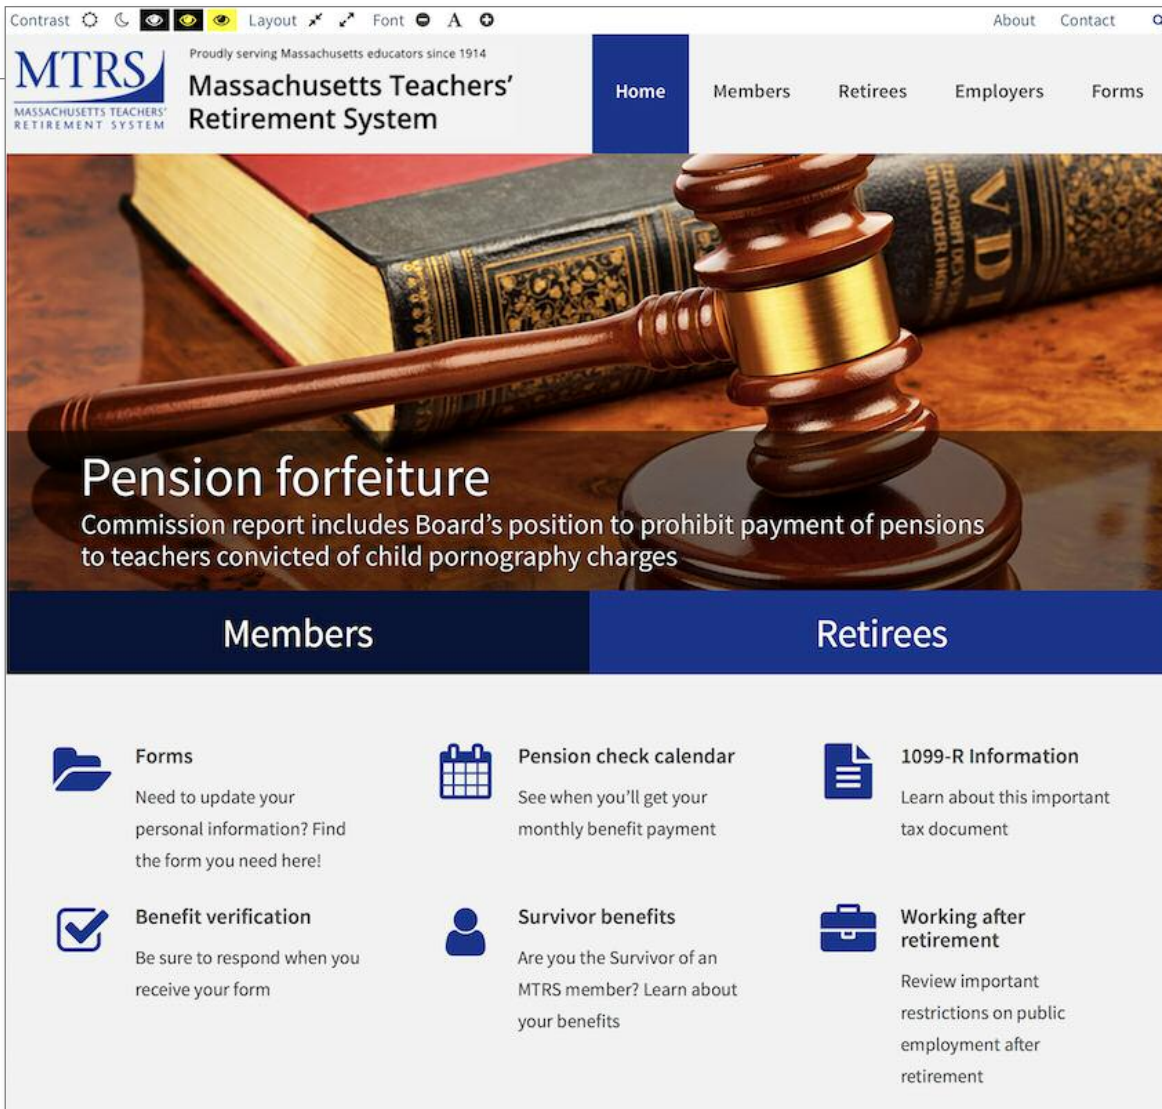 Contrast
Layout
Font
A
About
Contact
MTRS
MASSACHUSETTS TEACHERS'
RETIREMENT SYSTEM
Proudly serving Massachusetts educators since 1914
Massachusetts Teachers'
Retirement System
Home
Members
Retirees
Employers
Forms
VDI
Pension forfeiture
Commission report includes Board's position to prohibit payment of pensions
to teachers convicted of child pornography charges
Members
Retirees
Forms
Need to update your
personal information? Find
the form you need here!
Pension check calendar
See when you'll get your
monthly benefit payment
1099-R Information
Learn about this important
tax document
Benefit verification
Be sure to respond when you
receive your form
Survivor benefits
Are you the Survivor of an
MTRS member? Learn about
your benefits
Working after
retirement
Review important
restrictions on public
employment after
retirement